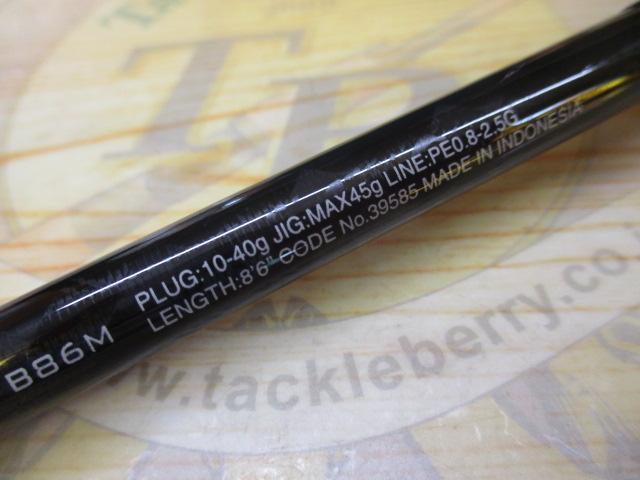 T&B
B86M
PLUG:10-40g JIG:MAX45g LINE:PE0.8-2.5G
LENGTH:8'6" CODE No.39585 MADE IN INDONESIA
www.tackleberry.co.j